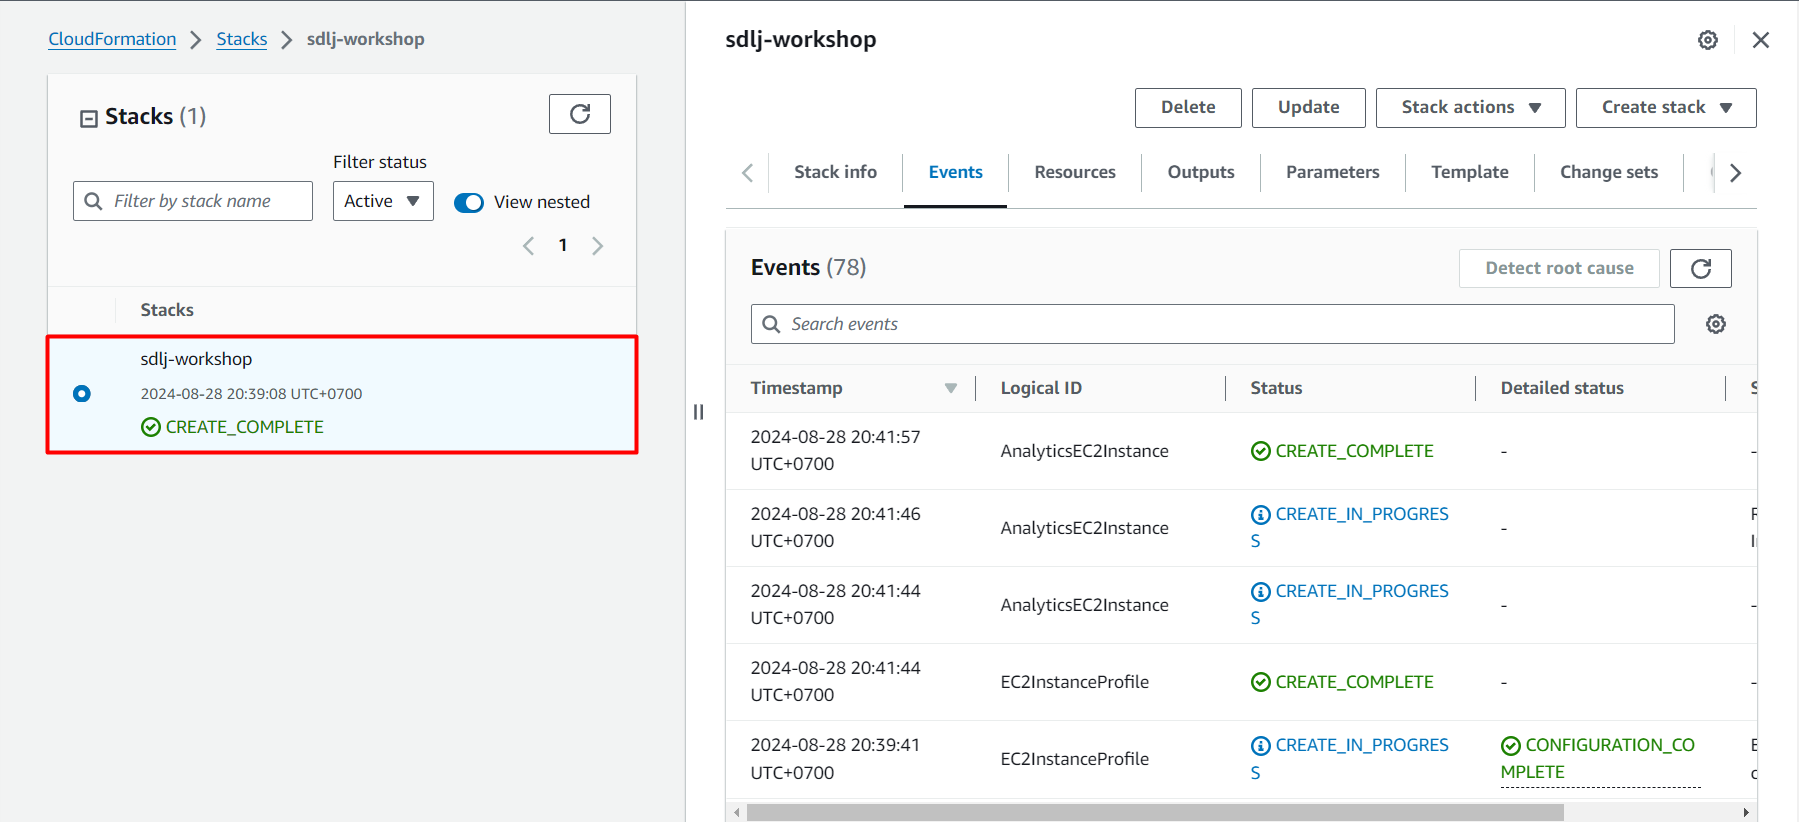 CloudFormation > Stacks > sdlj-workshop
Stacks (1)
Filter status
Filter by stack name
Active
View nested
1
Stacks
sdlj-workshop
2024-08-28 20:39:08 UTC+0700
CREATE_COMPLETE
sdlj-workshop
Delete Update Stack actions Create stack
Stack info Events Resources Outputs Parameters Template Change sets
Events (78)
Detect root cause
Search events
Timestamp Logical ID Status Detailed status
2024-08-28 20:41:57
UTC+0700
AnalyticsEC2Instance
CREATE_COMPLETE
-
2024-08-28 20:41:46
UTC+0700
AnalyticsEC2Instance
CREATE_IN_PROGRES
S
-
2024-08-28 20:41:44
UTC+0700
AnalyticsEC2Instance
CREATE_IN_PROGRES
S
-
2024-08-28 20:41:44
UTC+0700
EC2InstanceProfile
CREATE_COMPLETE
-
2024-08-28 20:39:41
UTC+0700
EC2InstanceProfile
CREATE_IN_PROGRES
S
CONFIGURATION_CO
MPLETE